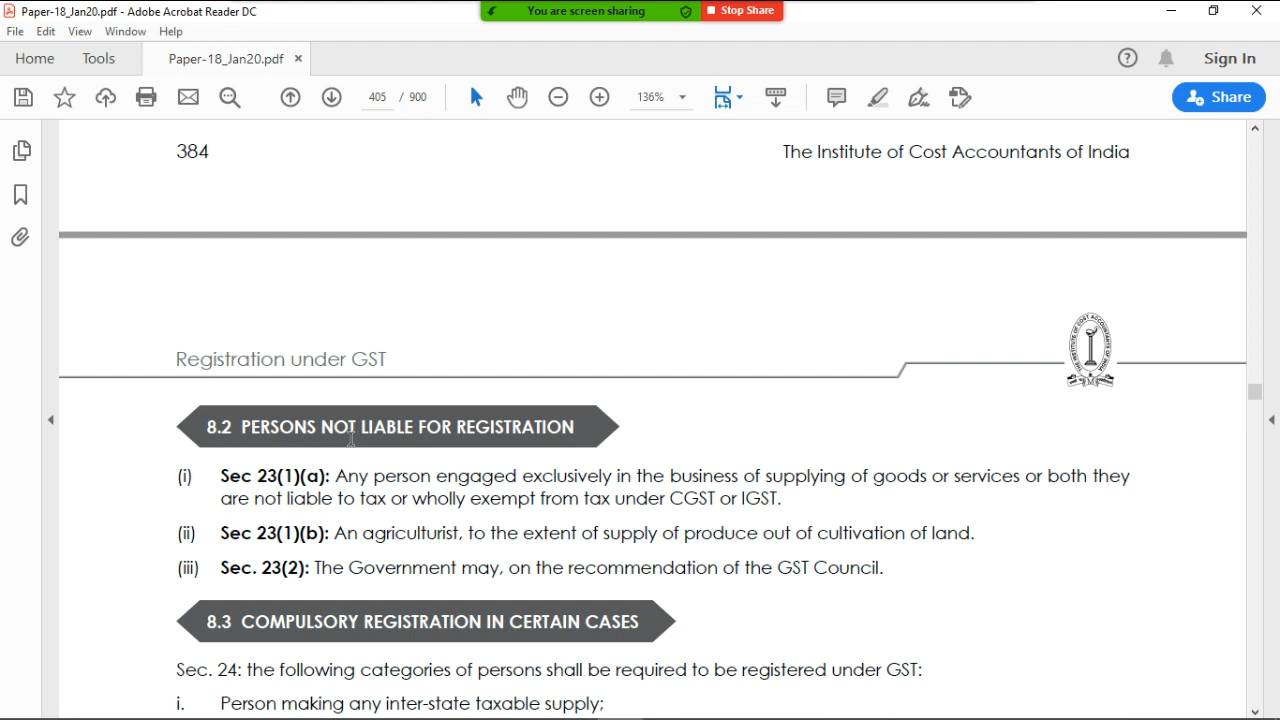 Paper-18_Jan20.pdf - Adobe Acrobat Reader DC
You are screen sharing
Stop Share
File Edit View Window Help
Home Tools Paper-18_Jan20.pdf ×
Sign In
405 / 900
136%
Share
384
The Institute of Cost Accountants of India
Registration under GST
8.2 PERSONS NOT LIABLE FOR REGISTRATION
(i) Sec 23(1)(a): Any person engaged exclusively in the business of supplying of goods or services or both they
are not liable to tax or wholly exempt from tax under CGST or IGST.
(ii) Sec 23(1)(b): An agriculturist, to the extent of supply of produce out of cultivation of land.
(iii) Sec. 23(2): The Government may, on the recommendation of the GST Council.
8.3 COMPULSORY REGISTRATION IN CERTAIN CASES
Sec. 24: the following categories of persons shall be required to be registered under GST:
i. Person making any inter-state taxable supply;